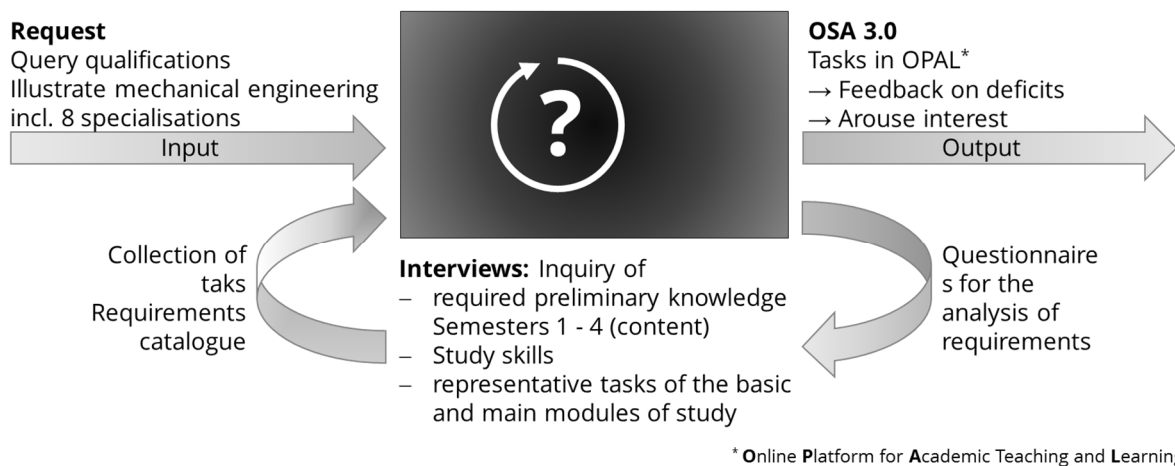 Request
Query qualifications
Illustrate mechanical engineering
incl. 8 specialisations
Input
?
OSA 3.0
Tasks in OPAL*
→ Feedback on deficits
→ Arouse interest
Output
Collection of
taks
Requirements
catalogue
Interviews: Inquiry of
– required preliminary knowledge
Semesters 1 - 4 (content)
– Study skills
– representative tasks of the basic
and main modules of study
Questionnaire
s for the
analysis of
requirements
* Online Platform for Academic Teaching and Learning